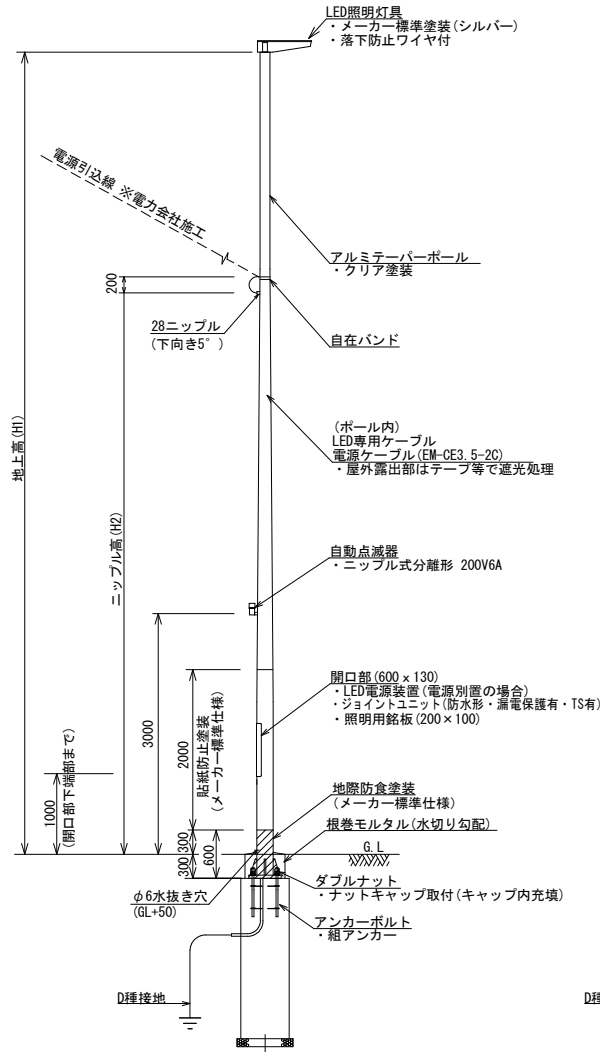 LED照明灯具
・メーカー標準塗装(シルバー)
・落下防止ワイヤ付
電源引込線 ※電力会社施工
アルミテーパーポール
・クリア塗装
200
28ニップル
(下向き5°)
自在バンド
地上高(H1)
(ポール内)
LED専用ケーブル
電源ケーブル(EM-CE3.5-2C)
・屋外露出部はテープ等で遮光処理
ニップル高(H2)
自動点滅器
・ニップル式分離形 200V6A
3000
開口部(600×130)
・LED電源装置(電源別置の場合)
・ジョイントユニット(防水形・漏電保護有・TS有)
・照明用銘板(200×100)
2000
貼紙防止塗装
(メーカー標準仕様)
1000
(開口部下端部まで)
地際防食塗装
(メーカー標準仕様)
根巻モルタル(水切り勾配)
300
600
300
G.L
φ6水抜き穴
(GL+50)
ダブルナット
・ナットキャップ取付(キャップ内充填)
アンカーボルト
・組アンカー
D種接地
D種